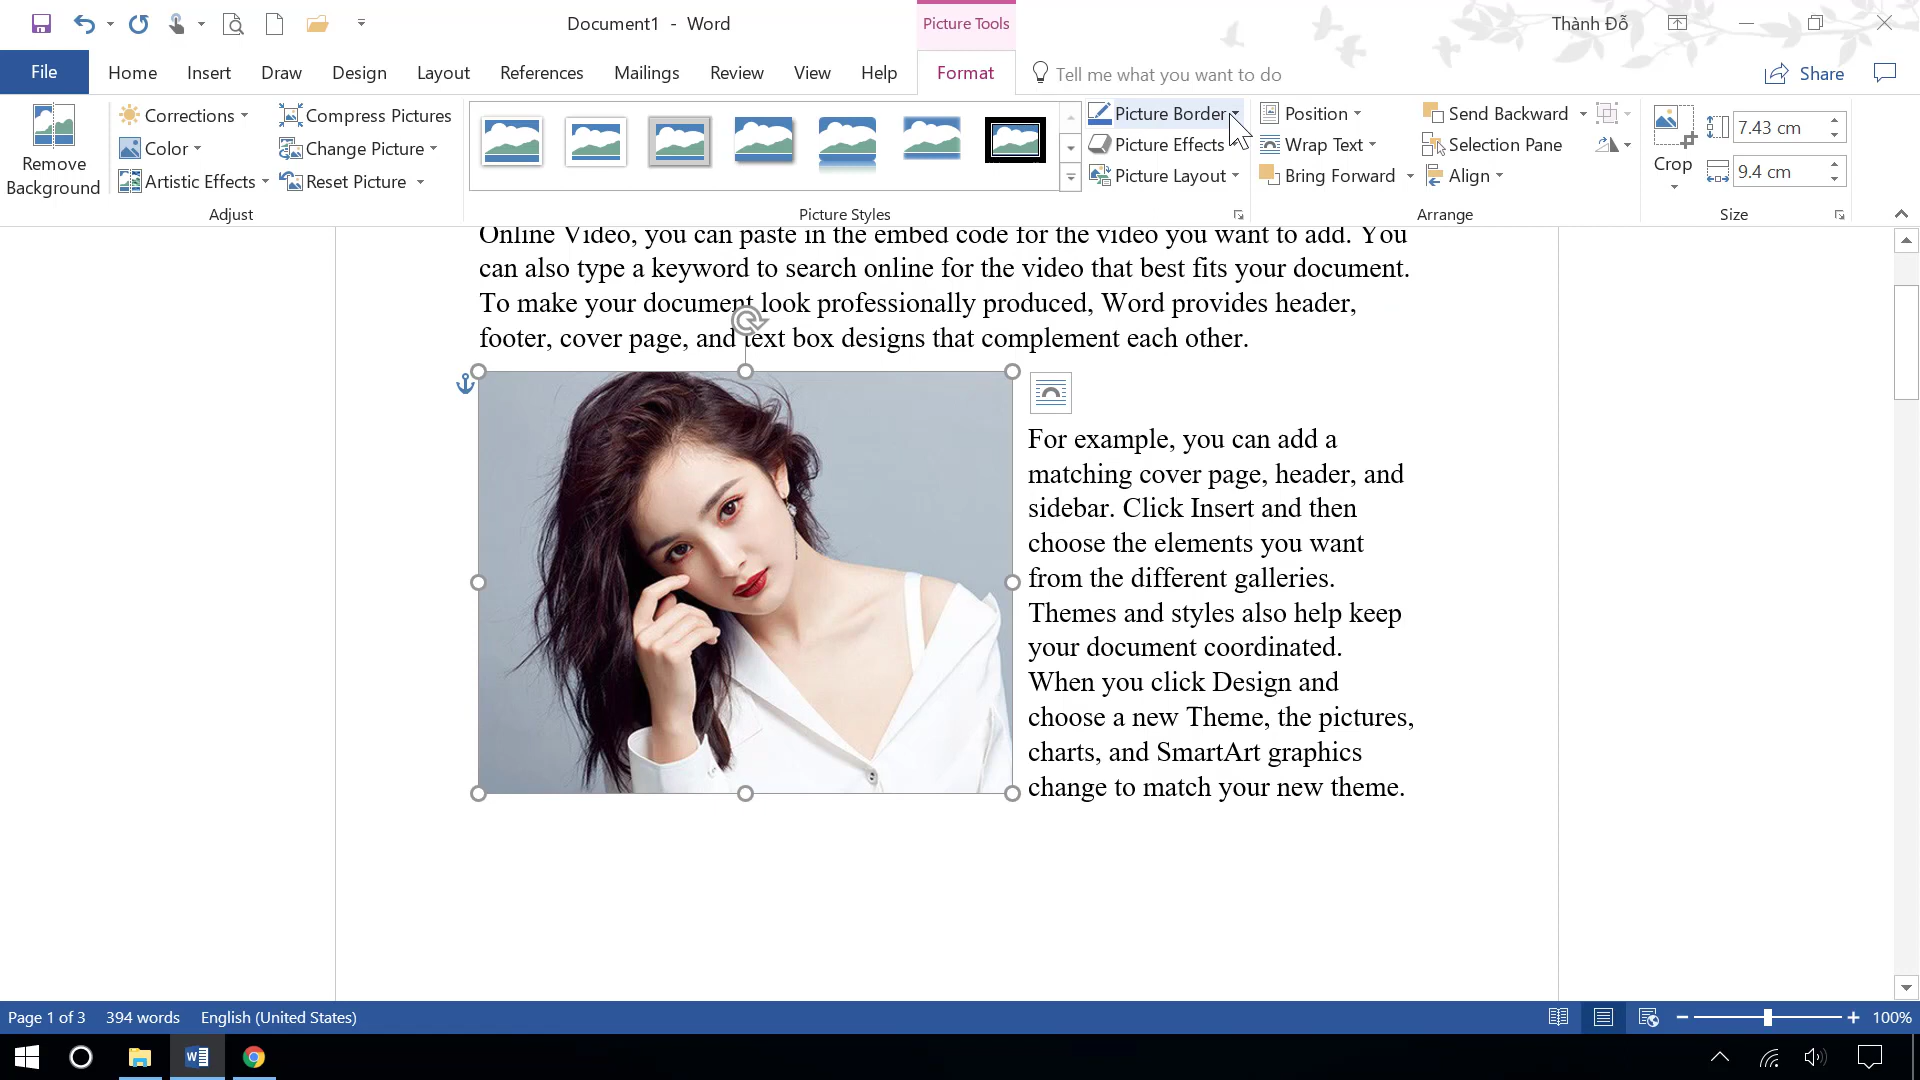 Document1 - Word
Picture Tools
Thành Đỗ
File
Home
Insert
Draw
Design
Layout
References
Mailings
Review
View
Help
Format
Tell me what you want to do
Share
Remove
Background
Corrections
Color
Artistic Effects
Compress Pictures
Change Picture
Reset Picture
Adjust
Picture Styles
Picture Border
Picture Effects
Picture Layout
Position
Wrap Text
Bring Forward
Send Backward
Selection Pane
Align
Arrange
Crop
7.43 cm
9.4 cm
Size
Online Video, you can paste in the embed code for the video you want to add. You
can also type a keyword to search online for the video that best fits your document.
To make your document look professionally produced, Word provides header,
footer, cover page, and text box designs that complement each other.
For example, you can add a
matching cover page, header, and
sidebar. Click Insert and then
choose the elements you want
from the different galleries.
Themes and styles also help keep
your document coordinated.
When you click Design and
choose a new Theme, the pictures,
charts, and SmartArt graphics
change to match your new theme.
Page 1 of 3
394 words
English (United States)
100%